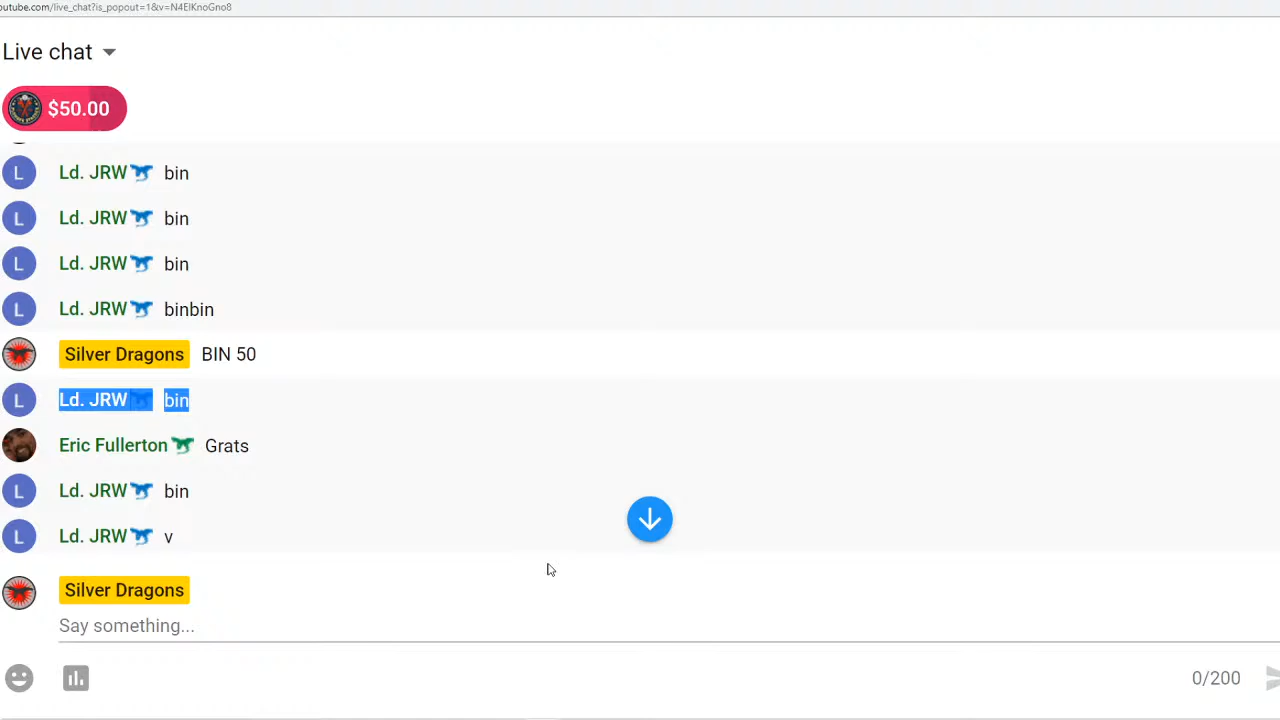 outube.com/live_chat?is_popout=1&v=N4ElKnoGno8
Live chat
$50.00
L Ld. JRW bin
L Ld. JRW bin
L Ld. JRW bin
L Ld. JRW binbin
Silver Dragons BIN 50
L Ld. JRW bin
Eric Fullerton Grats
L Ld. JRW bin
L Ld. JRW v
Silver Dragons
Say something...
0/200